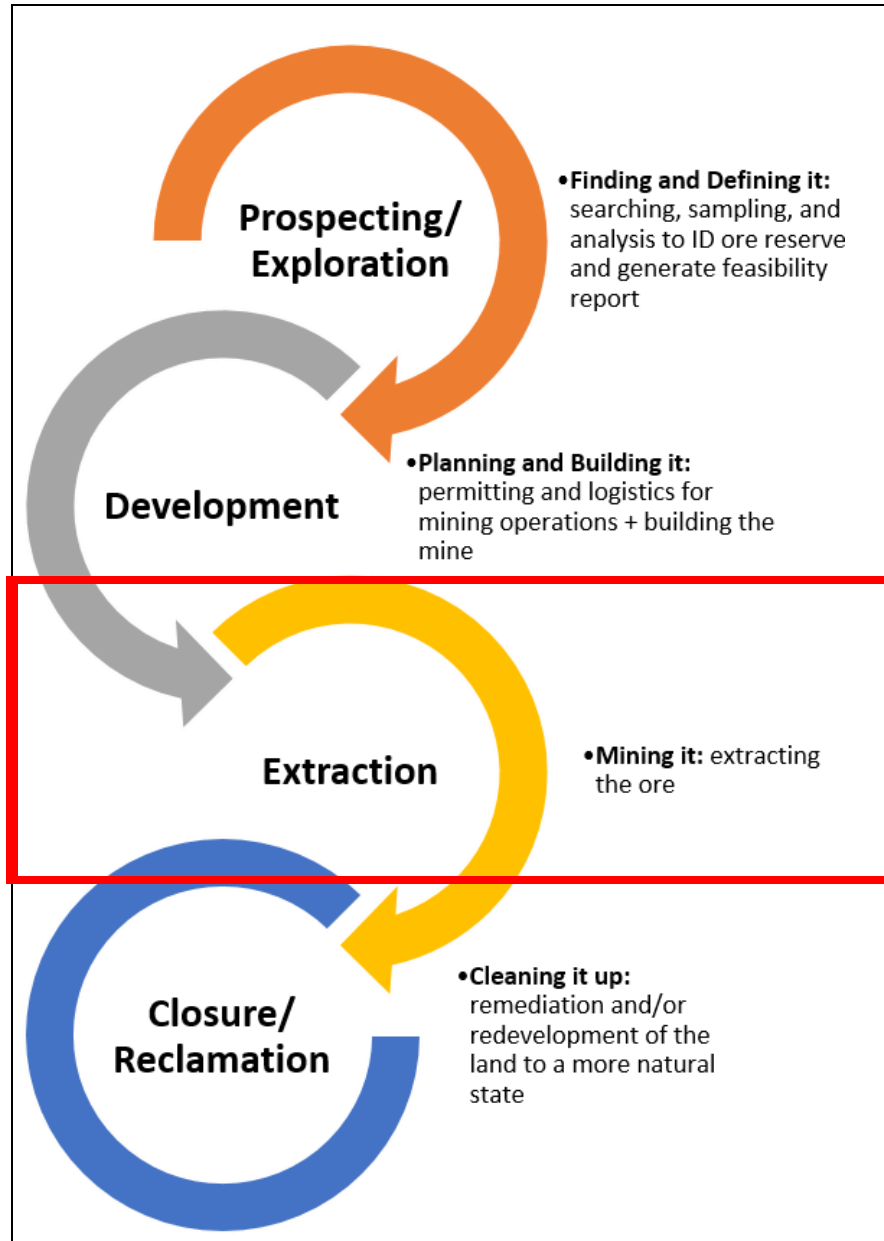 Prospecting/
Exploration
•Finding and Defining it:
searching, sampling, and
analysis to ID ore reserve
and generate feasibility
report
Development
•Planning and Building it:
permitting and logistics for
mining operations + building the
mine
Extraction
•Mining it: extracting
the ore
Closure/
Reclamation
•Cleaning it up:
remediation and/or
redevelopment of the
land to a more natural
state